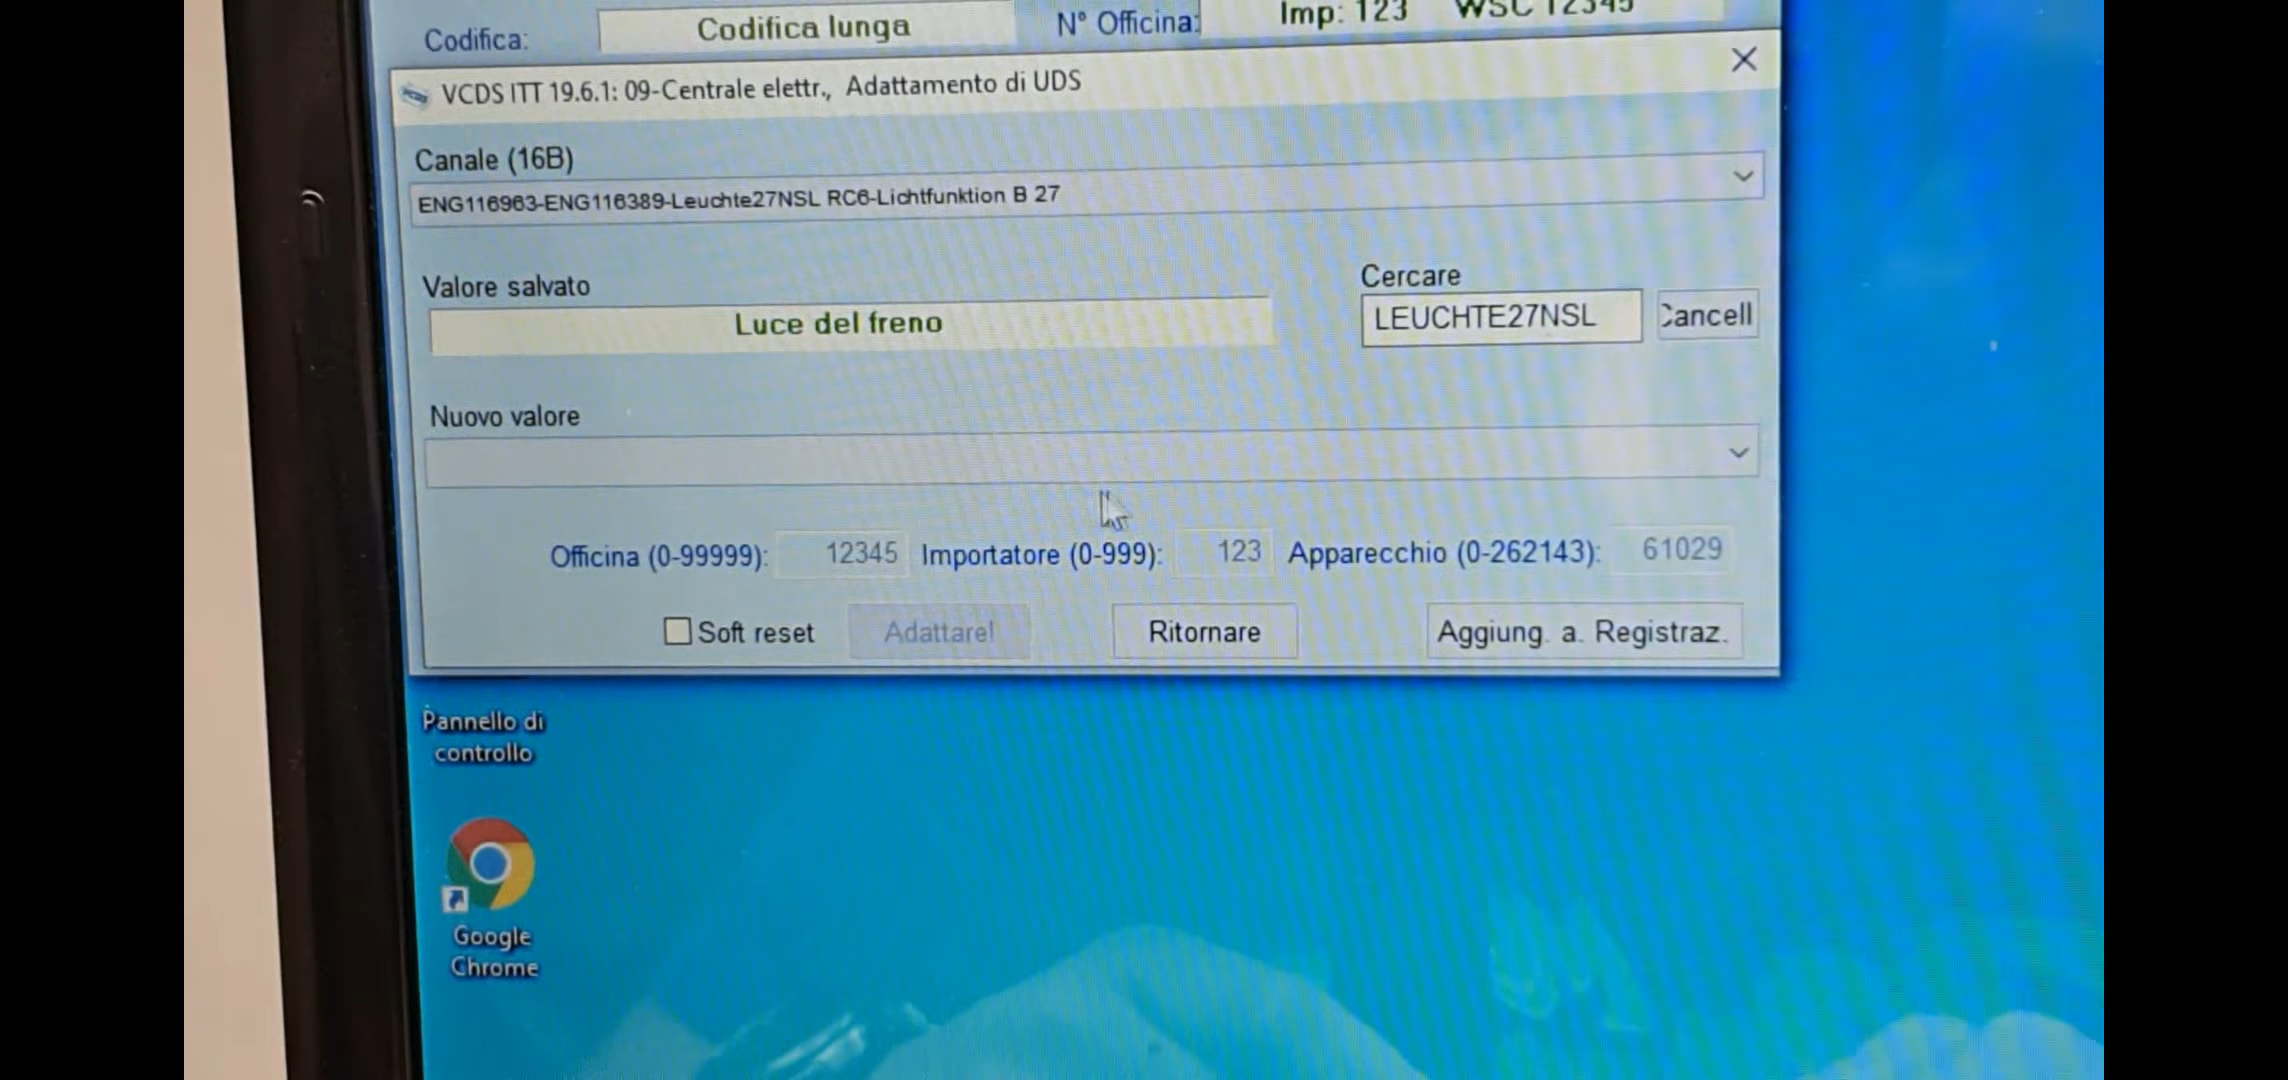 Codifica:
Codifica lunga
N° Officina:
Imp: 123 WSC 12345
VCDS ITT 19.6.1: 09-Centrale elettr., Adattamento di UDS
Canale (16B)
ENG116963-ENG116389-Leuchte27NSL RC6-Lichtfunktion B 27
Valore salvato
Cercare
Luce del freno
LEUCHTE27NSL
Cancell
Nuovo valore
Officina (0-99999): 12345 Importatore (0-999): 123 Apparecchio (0-262143): 61029
Soft reset
Adattare!
Ritornare
Aggiung. a. Registraz.
Pannello di
controllo
Google
Chrome